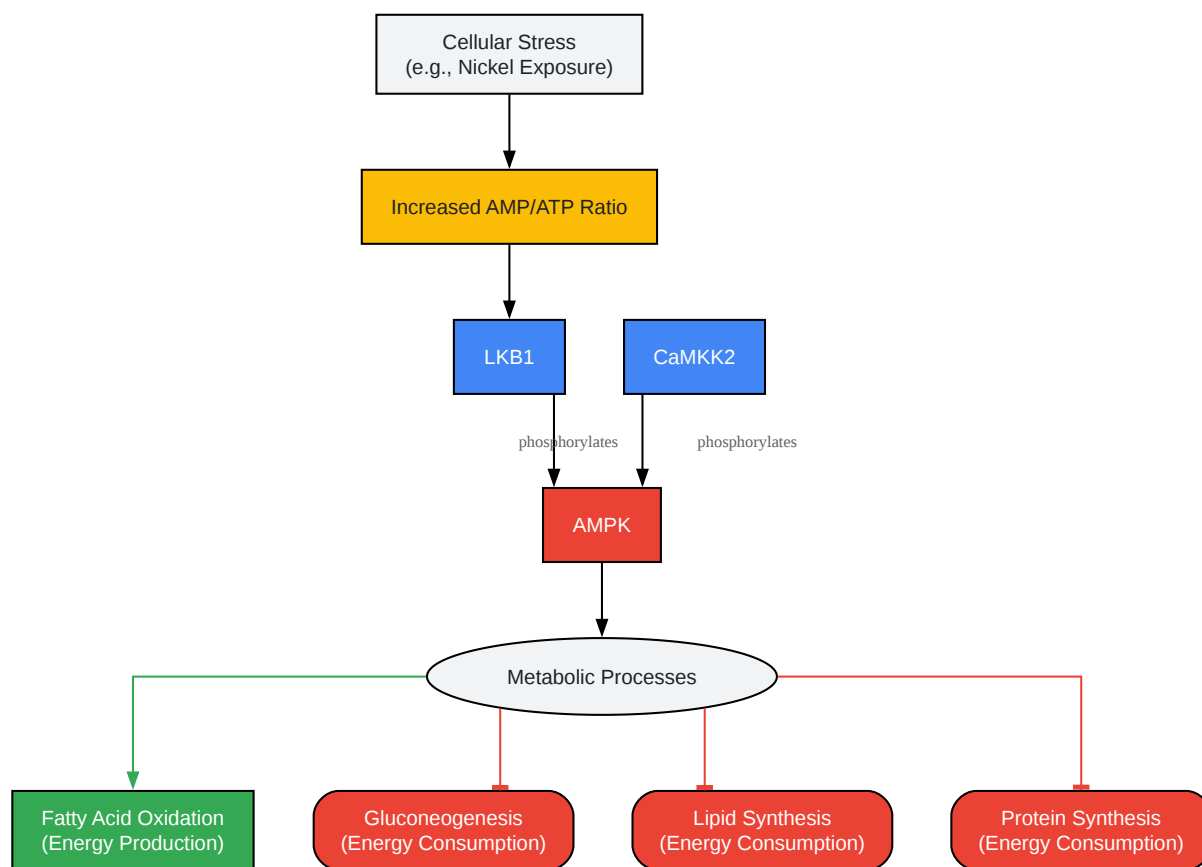 Cellular Stress
(e.g., Nickel Exposure)
Increased AMP/ATP Ratio
LKB1
CaMKK2
phosphorylates
phosphorylates
AMPK
Metabolic Processes
Fatty Acid Oxidation
(Energy Production)
Gluconeogenesis
(Energy Consumption)
Lipid Synthesis
(Energy Consumption)
Protein Synthesis
(Energy Consumption)